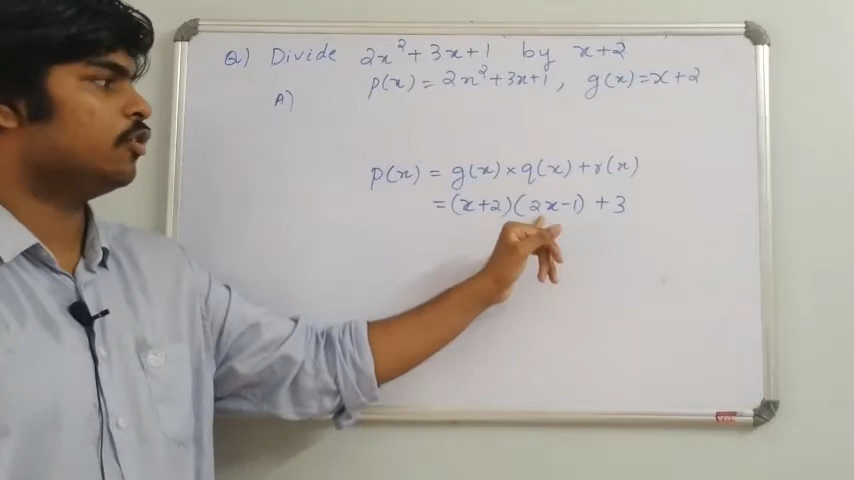 Q) Divide 2x²+3x+1 by x+2
p(x)=2x²+3x+1, g(x)=x+2
A)
p(x) = g(x)×q(x)+r(x)
=(x+2)(2x-1)+3